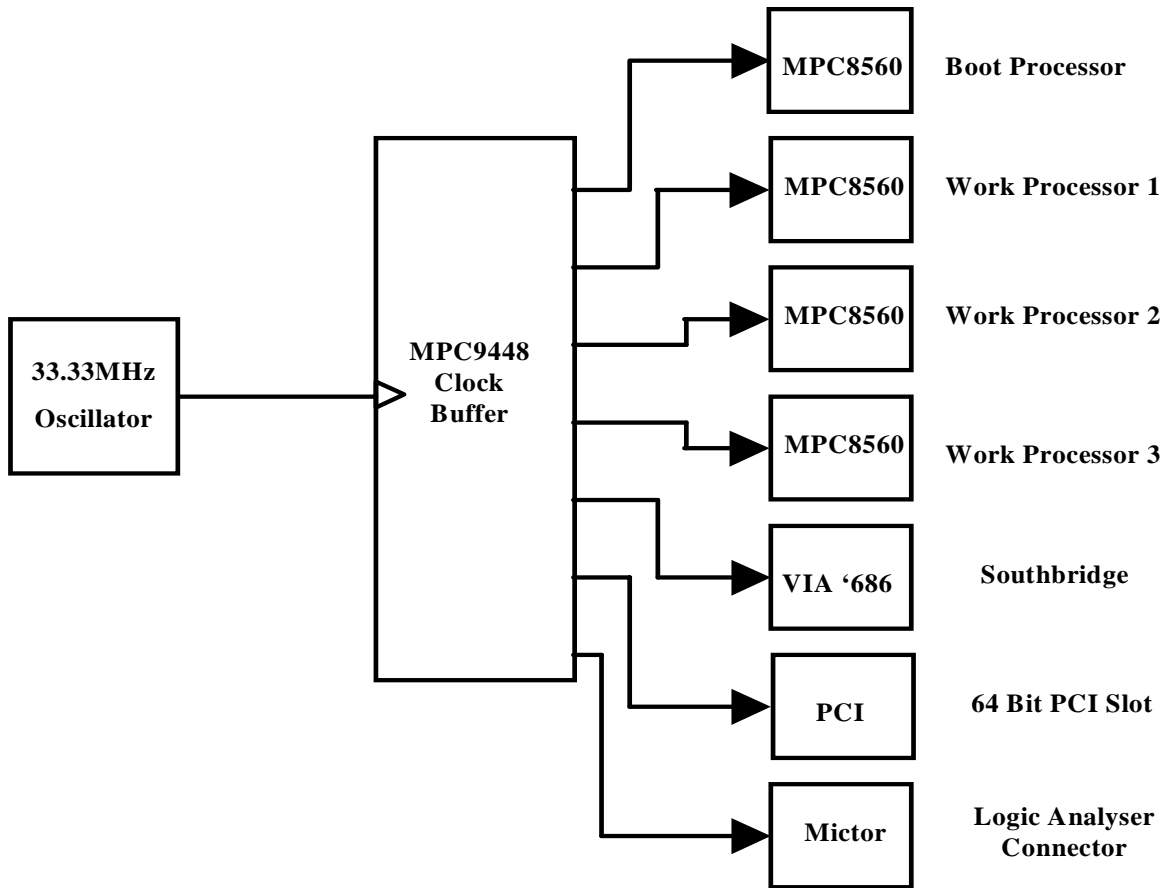 MPC8560 Boot Processor
MPC8560 Work Processor 1
MPC8560 Work Processor 2
33.33MHz
Oscillator
MPC9448
Clock
Buffer
MPC8560 Work Processor 3
VIA ‘686 Southbridge
PCI 64 Bit PCI Slot
Mictor Logic Analyser
Connector